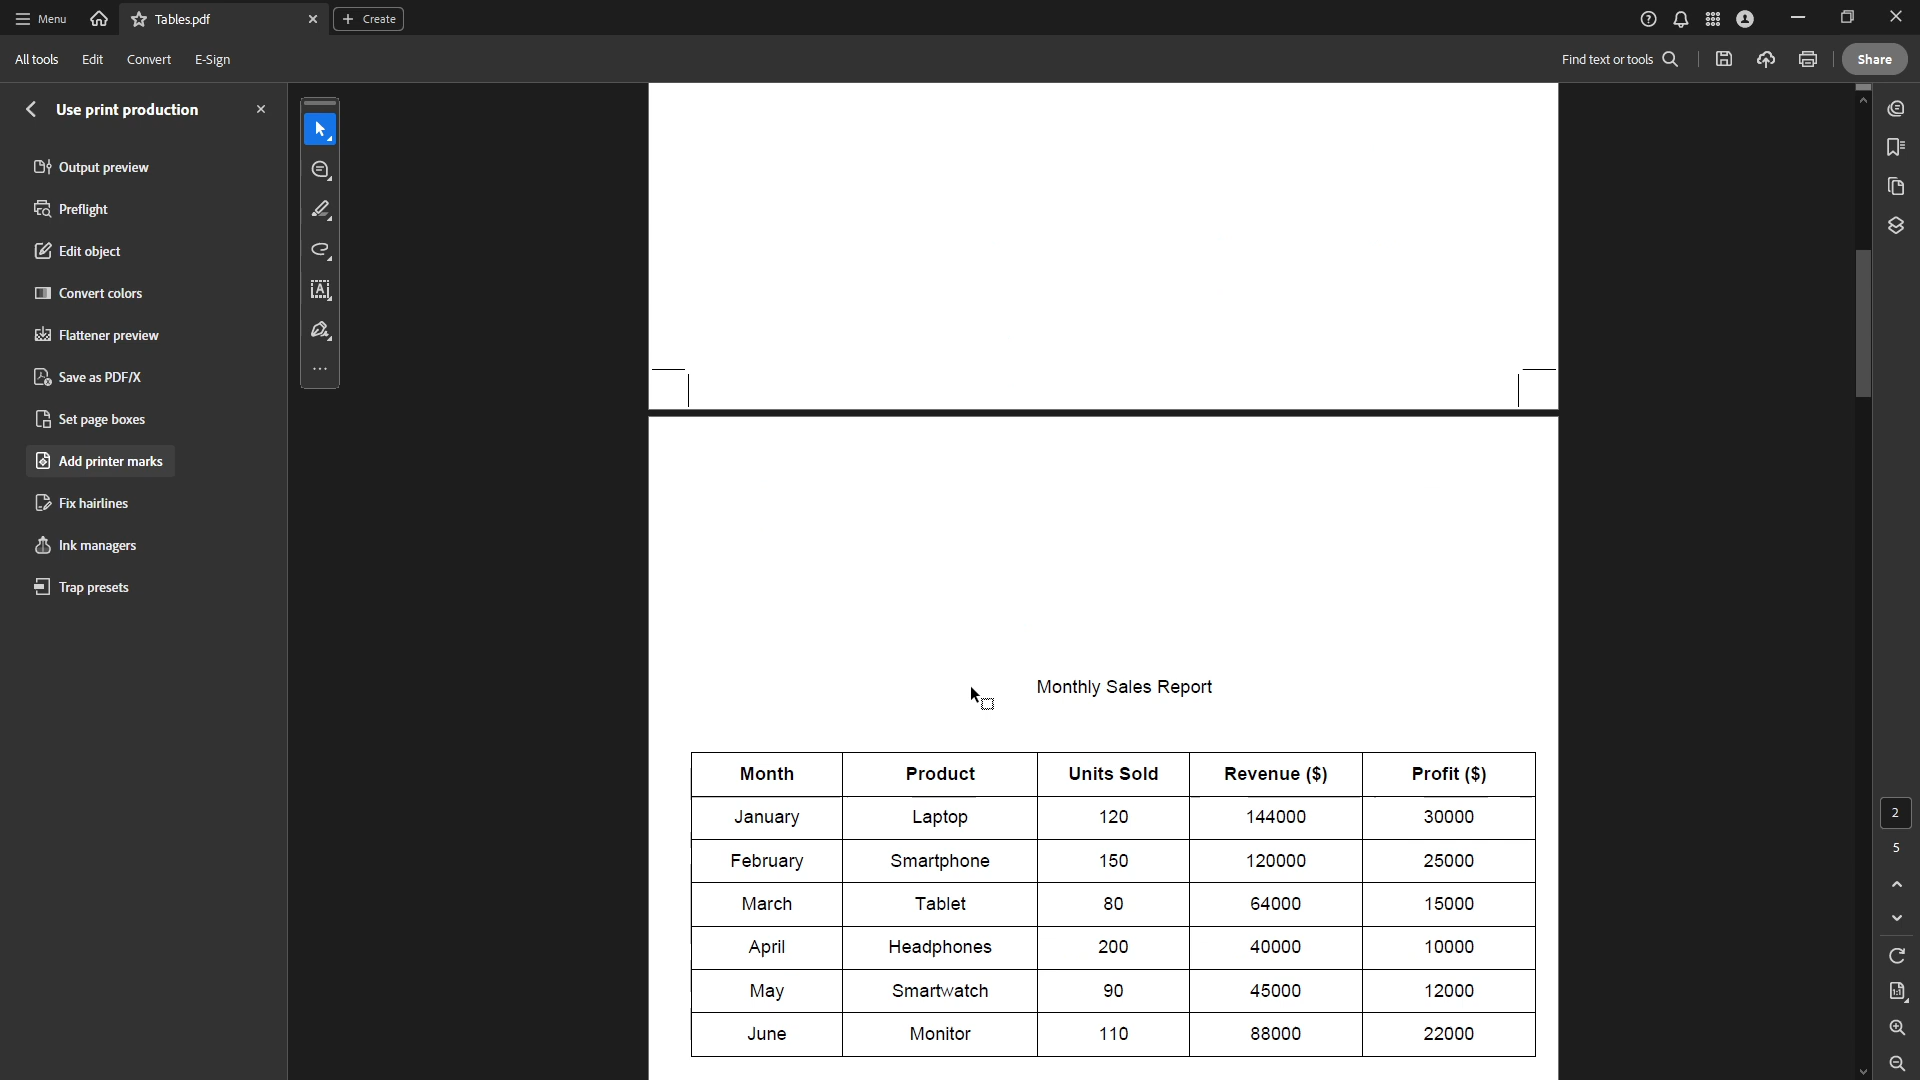 Menu Tables.pdf Create
All tools Edit Convert E-Sign Find text or tools Share
Use print production
Output preview
Preflight
Edit object
Convert colors
Flattener preview
Save as PDF/X
Set page boxes
Add printer marks
Fix hairlines
Ink managers
Trap presets
Monthly Sales Report
Month Product Units Sold Revenue ($) Profit ($)
January Laptop 120 144000 30000
February Smartphone 150 120000 25000
March Tablet 80 64000 15000
April Headphones 200 40000 10000
May Smartwatch 90 45000 12000
June Monitor 110 88000 22000
2
5